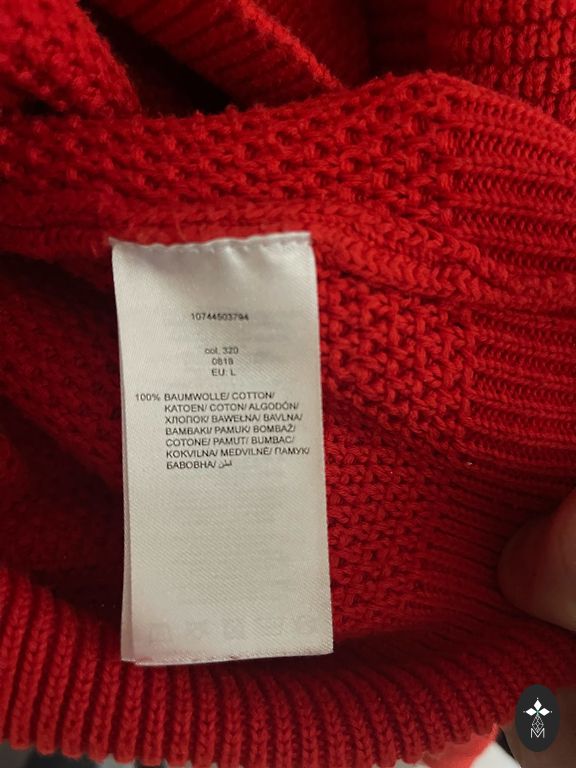 10744503794
col. 320
0818
EU: L
100% BAUMWOLLE/ COTTON/
KATOEN/ COTON/ ALGODÓN/
ХЛОПОК/ BAWEŁNA/ BAVLNA/
BAMBAKI/ PAMUK/ BOMBAŽ/
COTONE/ PAMUT/ BUMBAC/
KOKVILNA/ MEDVILNĖ/ ПАМУК/
БАВОВНА/ قطن